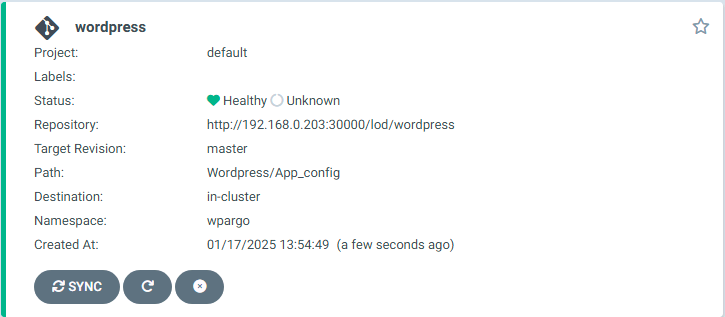 wordpress
Project: default
Labels:
Status: Healthy Unknown
Repository: http://192.168.0.203:30000/lod/wordpress
Target Revision: master
Path: Wordpress/App_config
Destination: in-cluster
Namespace: wpargo
Created At: 01/17/2025 13:54:49 (a few seconds ago)
SYNC